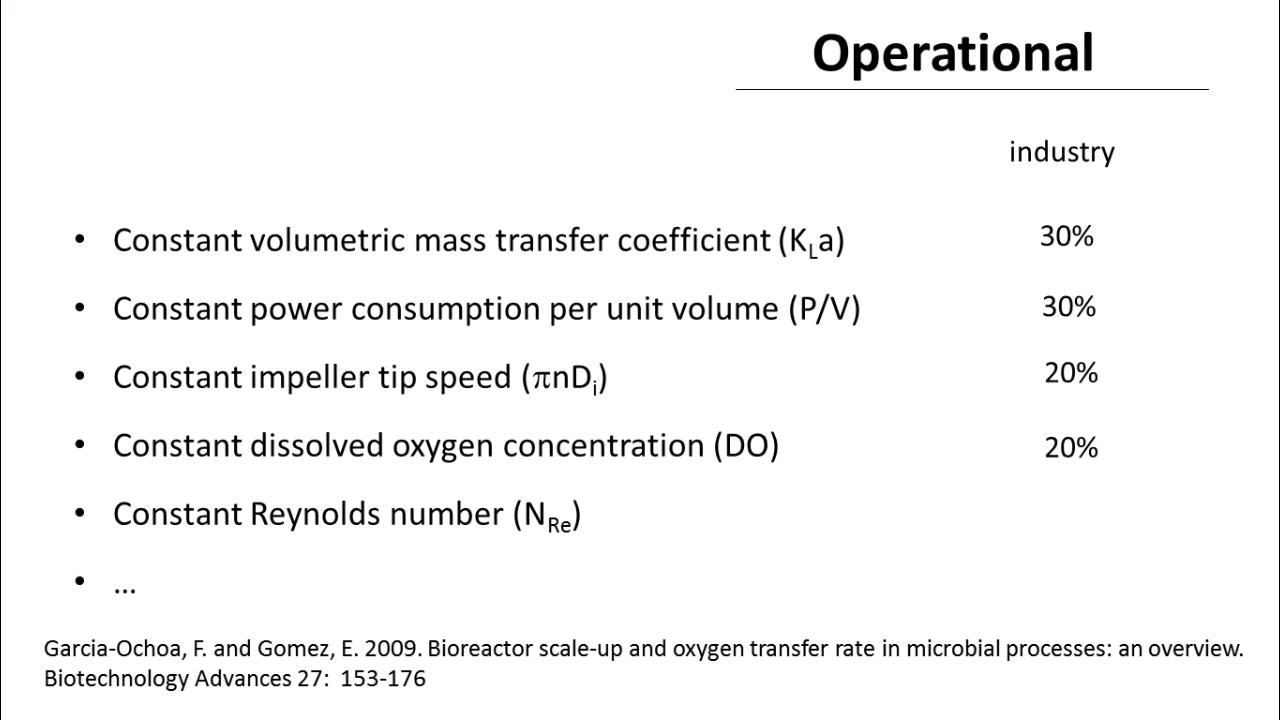 Operational
industry
• Constant volumetric mass transfer coefficient (KLa) 30%
• Constant power consumption per unit volume (P/V) 30%
• Constant impeller tip speed (πnDi) 20%
• Constant dissolved oxygen concentration (DO) 20%
• Constant Reynolds number (NRe)
• ...
Garcia-Ochoa, F. and Gomez, E. 2009. Bioreactor scale-up and oxygen transfer rate in microbial processes: an overview.
Biotechnology Advances 27: 153-176